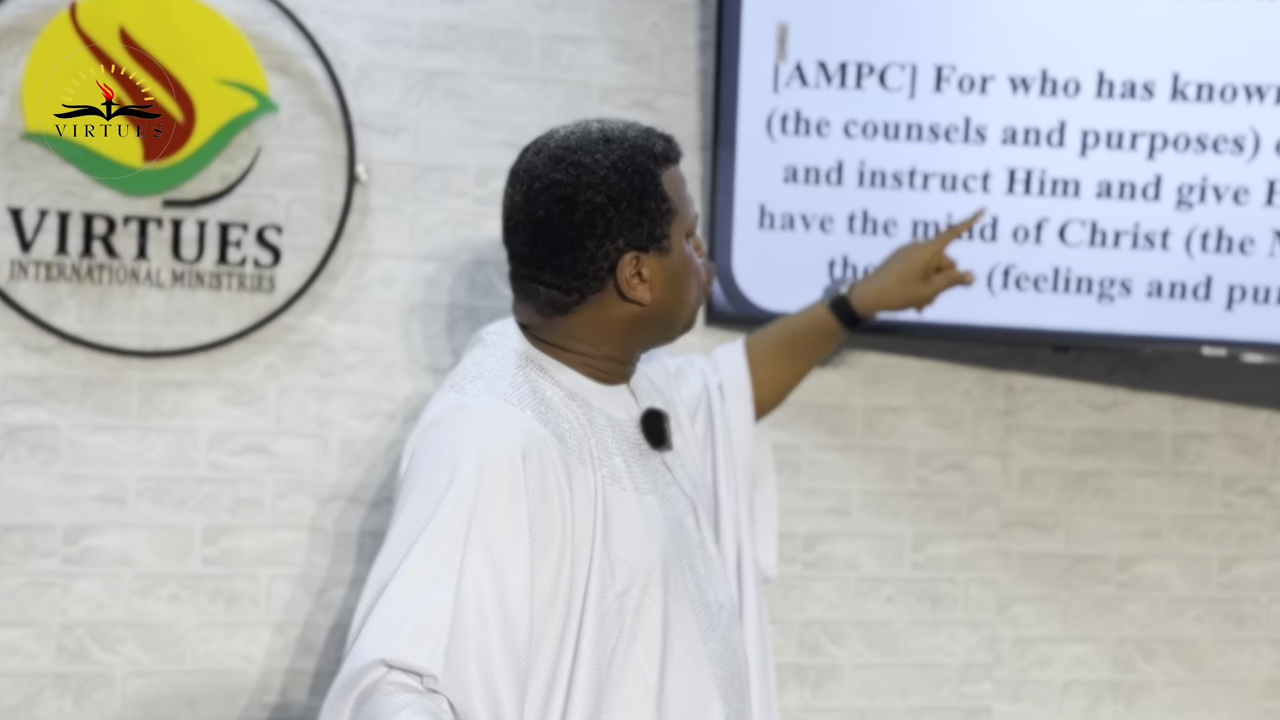 VIRTUES
VIRTUES
INTERNATIONAL MINISTRIES
[AMPC] For who has known
(the counsels and purposes)
and instruct Him and give
have the mind of Christ (the
(feelings and